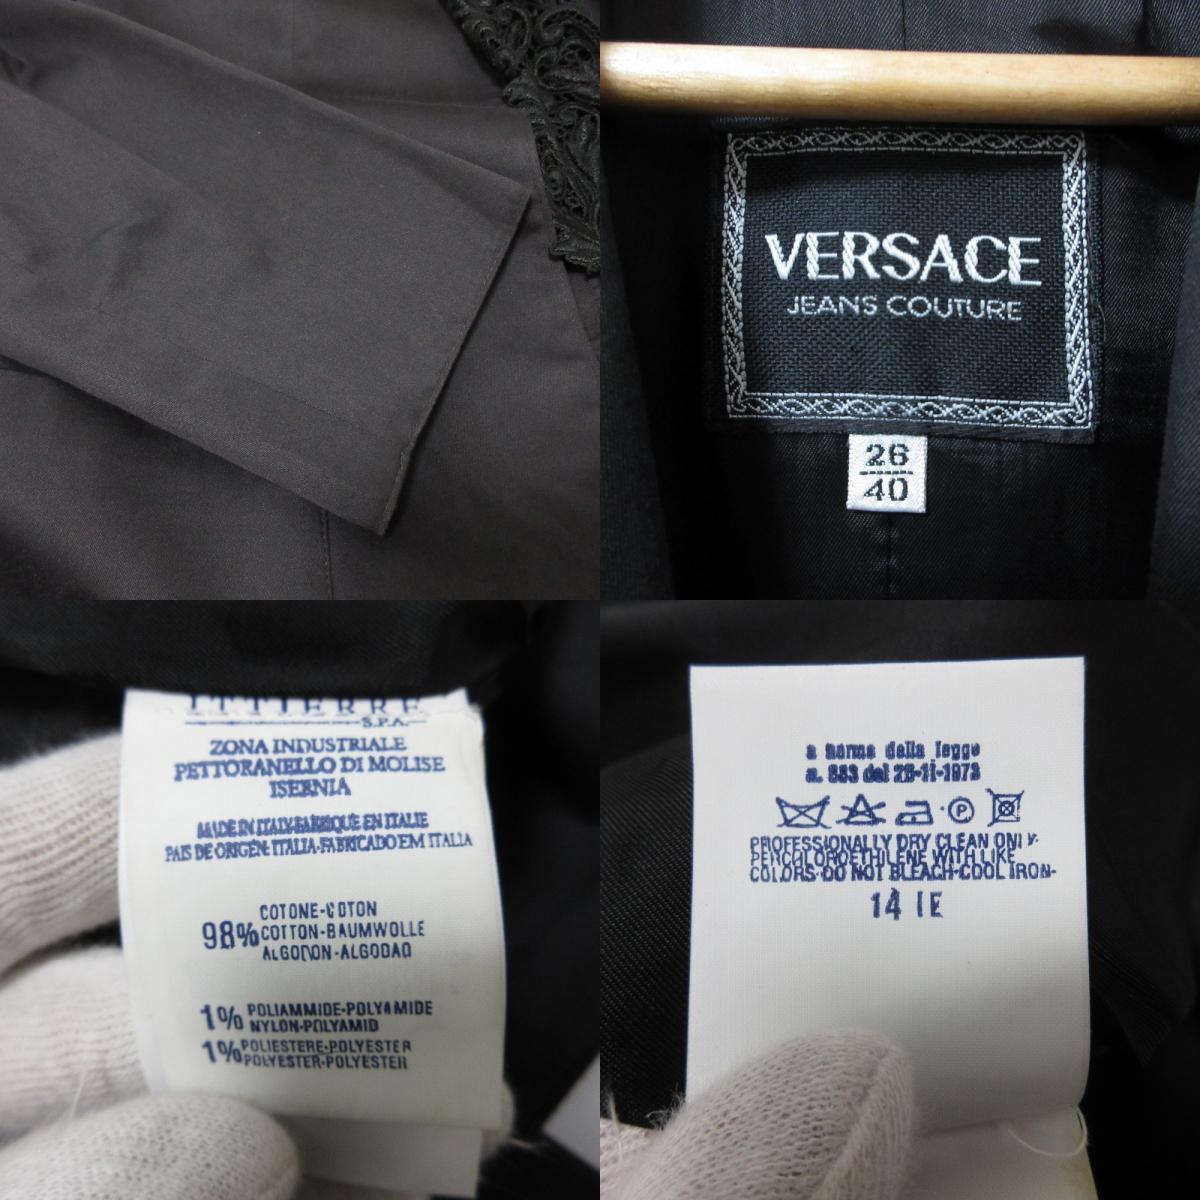 VERSACE
JEANS COUTURE
26
40
ITTIERRE
S.P.A.
ZONA INDUSTRIALE
PETTORANELLO DI MOLISE
ISERNIA
MADE IN ITALY·FABRIQUÉ EN ITALIE
PAIS DE ORIGEN: ITALIA·FABRICADO EM ITALIA
98% COTONE-COTON
COTTON-BAUMWOLLE
ALGODON-ALGODAO
1% POLIAMMIDE-POLYAMIDE
NYLON-POLYAMID
1% POLIESTERE-POLYESTER
POLYESTER-POLYESTER
a norma della legge
n. 883 del 26-11-1973
P
PROFESSIONALLY DRY CLEAN ONLY-
PERCHLOROETHILENE WITH LIKE
COLORS-DO NOT BLEACH-COOL IRON-
14 IE